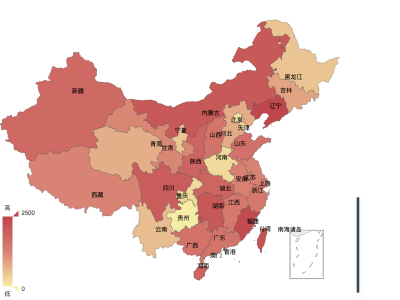 黑龙江
吉林
辽宁
新疆
内蒙古
北京
天津
河北
山西
宁夏
山东
青海
甘肃
河南
陕西
西藏
四川
重庆
湖北
安徽
江苏
上海
浙江
湖南
江西
贵州
云南
福建
台湾
南海诸岛
广西
广东
香港
澳门
海南
高
2500
0
低